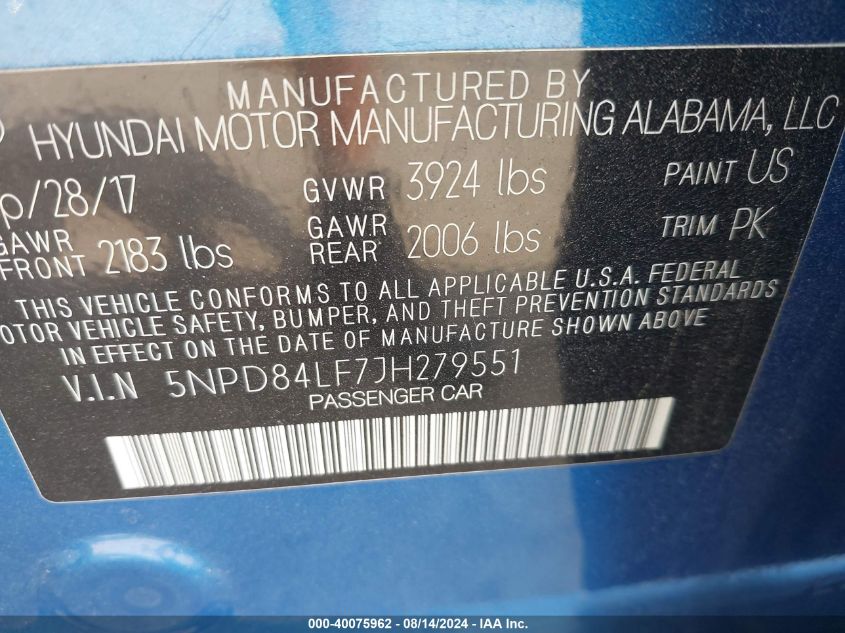 MANUFACTURED BY
HYUNDAI MOTOR MANUFACTURING ALABAMA, LLC
p/28/17 GVWR 3924 lbs PAINT US
GAWR FRONT 2183 lbs GAWR REAR 2006 lbs TRIM PK
THIS VEHICLE CONFORMS TO ALL APPLICABLE U.S.A. FEDERAL
OTOR VEHICLE SAFETY, BUMPER, AND THEFT PREVENTION STANDARDS
IN EFFECT ON THE DATE OF MANUFACTURE SHOWN ABOVE
V.I.N 5NPD84LF7JH279551
PASSENGER CAR
000-40075962 - 08/14/2024 - IAA Inc.